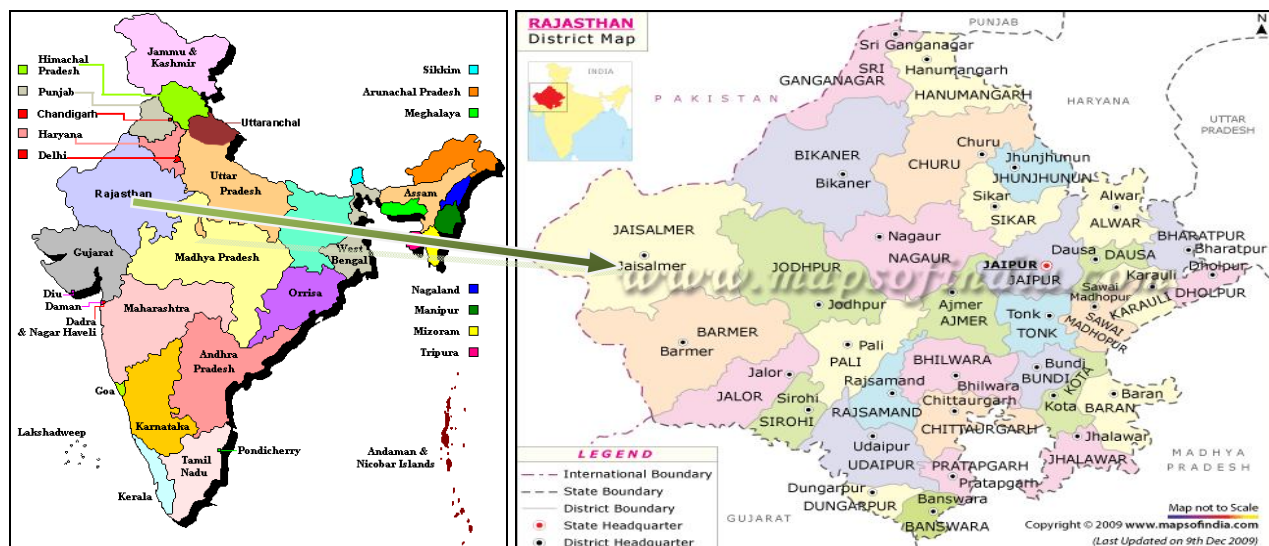 Jammu &
Kashmir
Himachal
Pradesh
Punjab
Chandigarh
Haryana
Delhi
Uttaranchal
Rajasthan
Uttar
Pradesh
Sikkim
Arunachal Pradesh
Meghalaya
Assam
Gujarat
Madhya Pradesh
West
Bengal
Diu
Daman
Dadra
& Nagar Haveli
Maharashtra
Orrisa
Nagaland
Manipur
Mizoram
Tripura
Andhra
Pradesh
Goa
Karnataka
Lakshadweep
Pondicherry
Tamil
Nadu
Kerala
Andaman &
Nicobar Islands
RAJASTHAN
District Map
INDIA
PUNJAB
N
Sri Ganganagar
SRI
GANGANAGAR
Hanumangarh
HANUMANGARH
PAKISTAN
HARYANA
UTTAR
PRADESH
BIKANER
Bikaner
Churu
CHURU
Jhunjhunun
JHUNJHUNUN
Sikar
SIKAR
Alwar
ALWAR
JAISALMER
Jaisalmer
JODHPUR
Jodhpur
Nagaur
NAGAUR
JAIPUR
JAIPUR
Dausa
DAUSA
BHARATPUR
Bharatpur
Karauli
KARAULI
Dholpur
DHOLPUR
www.mapsofindia.com
Ajmer
AJMER
Sawai
Madhopur
SAWAI
MADHOPUR
Tonk
TONK
BARMER
Barmer
Pali
PALI
BHILWARA
Bhilwara
Bundi
BUNDI
KOTA
Kota
Baran
BARAN
Jalor
JALOR
Sirohi
SIROHI
Rajsamand
RAJSAMAND
Chittaurgarh
CHITTAURGARH
Udaipur
UDAIPUR
Jhalawar
JHALAWAR
MADHYA
PRADESH
PRATAPGARH
Pratapgarh
Dungarpur
DUNGARPUR
Banswara
BANSWARA
GUJARAT
LEGEND
International Boundary
State Boundary
District Boundary
State Headquarter
District Headquarter
Map not to Scale
Copyright © 2009 www.mapsofindia.com
(Last Updated on 9th Dec 2009)